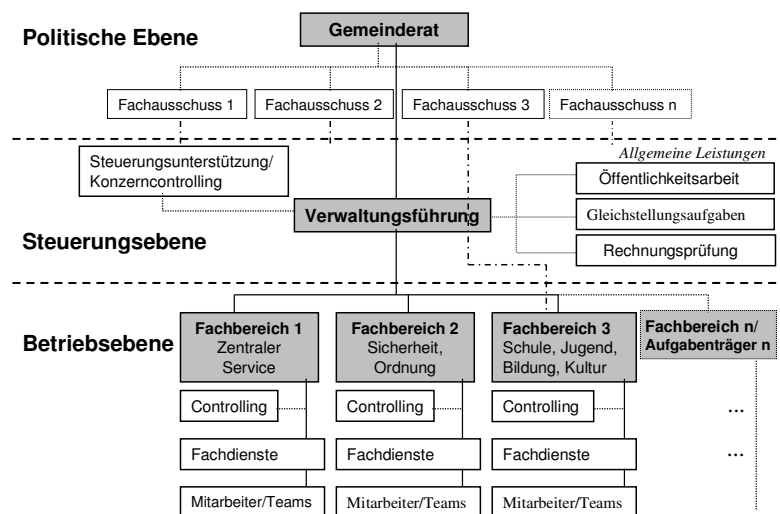 Politische Ebene
Gemeinderat
Fachausschuss 1
Fachausschuss 2
Fachausschuss 3
Fachausschuss n
Steuerungsunterstützung/
Konzerncontrolling
Allgemeine Leistungen
Öffentlichkeitsarbeit
Verwaltungsführung
Gleichstellungsaufgaben
Steuerungsebene
Rechnungsprüfung
Betriebsebene
Fachbereich 1
Zentraler
Service
Fachbereich 2
Sicherheit,
Ordnung
Fachbereich 3
Schule, Jugend,
Bildung, Kultur
Fachbereich n/
Aufgabenträger n
Controlling
Controlling
Controlling
...
Fachdienste
Fachdienste
Fachdienste
...
Mitarbeiter/Teams
Mitarbeiter/Teams
Mitarbeiter/Teams